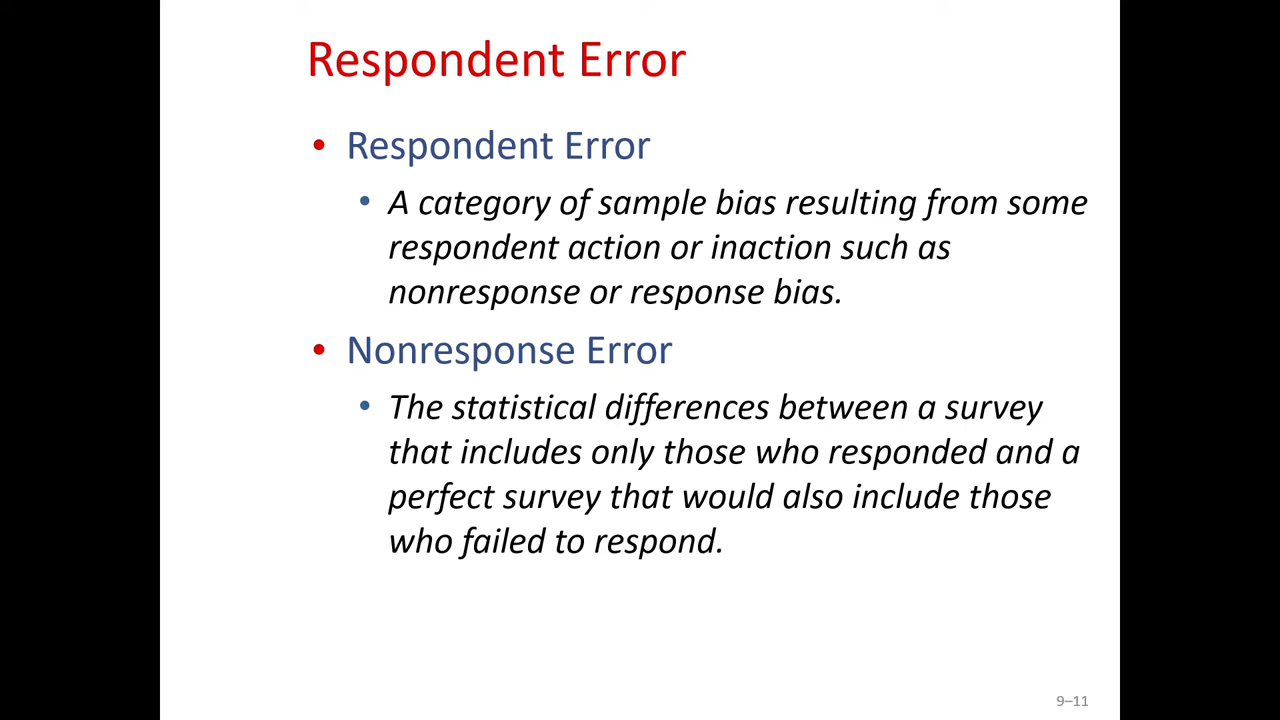 Respondent Error
• Respondent Error
• A category of sample bias resulting from some
respondent action or inaction such as
nonresponse or response bias.
• Nonresponse Error
• The statistical differences between a survey
that includes only those who responded and a
perfect survey that would also include those
who failed to respond.
9–11